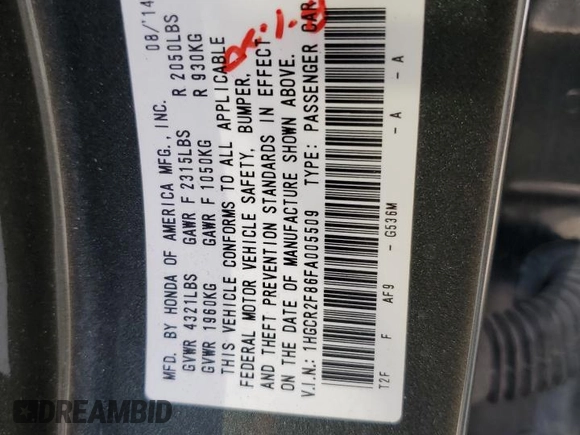 MFD. BY HONDA OF AMERICA MFG., INC. 08/'14
GVWR 4321LBS GAWR F 2315LBS R 2050LBS
GVWR 1960KG GAWR F 1050KG R 930KG
THIS VEHICLE CONFORMS TO ALL APPLICABLE
FEDERAL MOTOR VEHICLE SAFETY, BUMPER,
AND THEFT PREVENTION STANDARDS IN EFFECT
ON THE DATE OF MANUFACTURE SHOWN ABOVE.
V.I.N.: 1HGCR2F86FA005509 TYPE: PASSENGER CAR
T2F F AF9 - G536M - A - A
DREAMBID